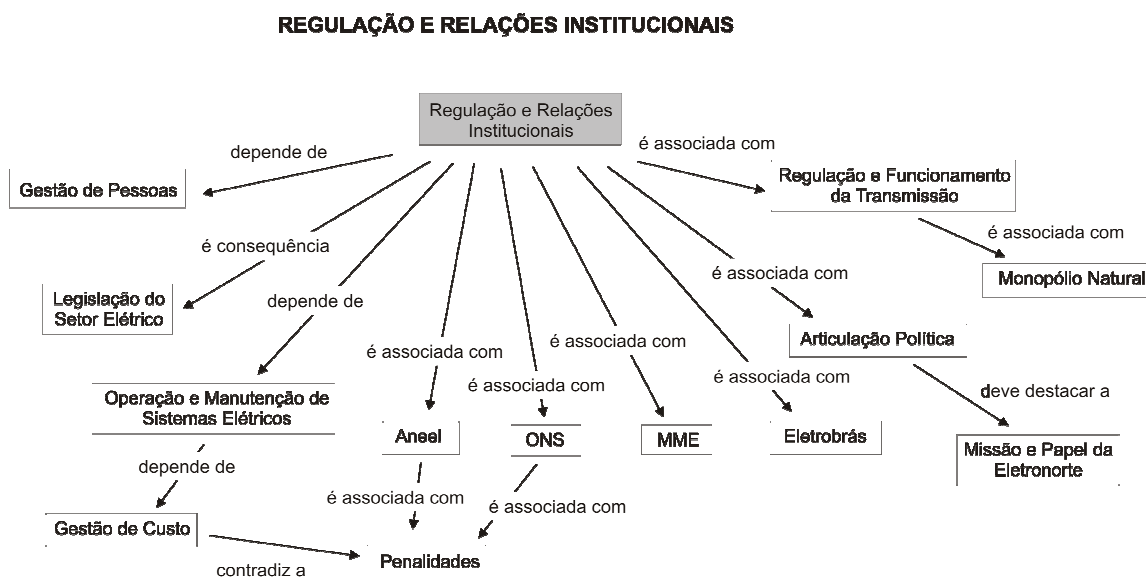 REGULAÇÃO E RELAÇÕES INSTITUCIONAIS
Regulação e Relações
Institucionais
depende de
é associada com
Gestão de Pessoas
Regulação e Funcionamento
da Transmissão
é consequência
é associada com
é associada com
Monopólio Natural
Legislação do
Setor Elétrico
depende de
é associada com
é associada com
Articulação Política
é associada com
é associada com
deve destacar a
Operação e Manutenção de
Sistemas Elétricos
Aneel
ONS
MME
Eletrobrás
Missão e Papel da
Eletronorte
depende de
é associada com
é associada com
Gestão de Custo
Penalidades
contradiz a